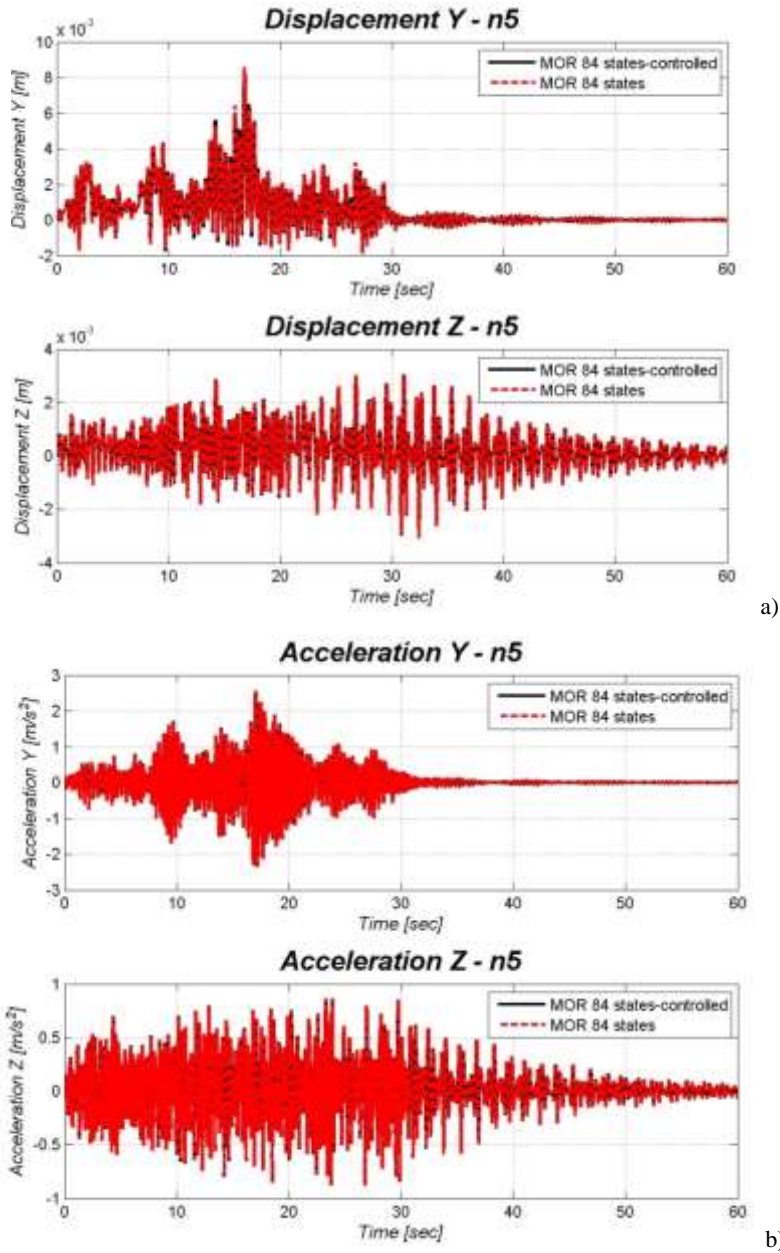 Displacement Y - n5
x 10⁻³
MOR 84 states-controlled
MOR 84 states
Displacement Y [m]
10
8
6
4
2
0
-2
0 10 20 30 40 50 60
Time [sec]
Displacement Z - n5
x 10⁻³
MOR 84 states-controlled
MOR 84 states
Displacement Z [m]
4
2
0
-2
-4
0 10 20 30 40 50 60
Time [sec]
a)
Acceleration Y - n5
MOR 84 states-controlled
MOR 84 states
Acceleration Y [m/s²]
3
2
1
0
-1
-2
-3
0 10 20 30 40 50 60
Time [sec]
Acceleration Z - n5
MOR 84 states-controlled
MOR 84 states
Acceleration Z [m/s²]
1
0.5
0
-0.5
-1
0 10 20 30 40 50 60
Time [sec]
b)